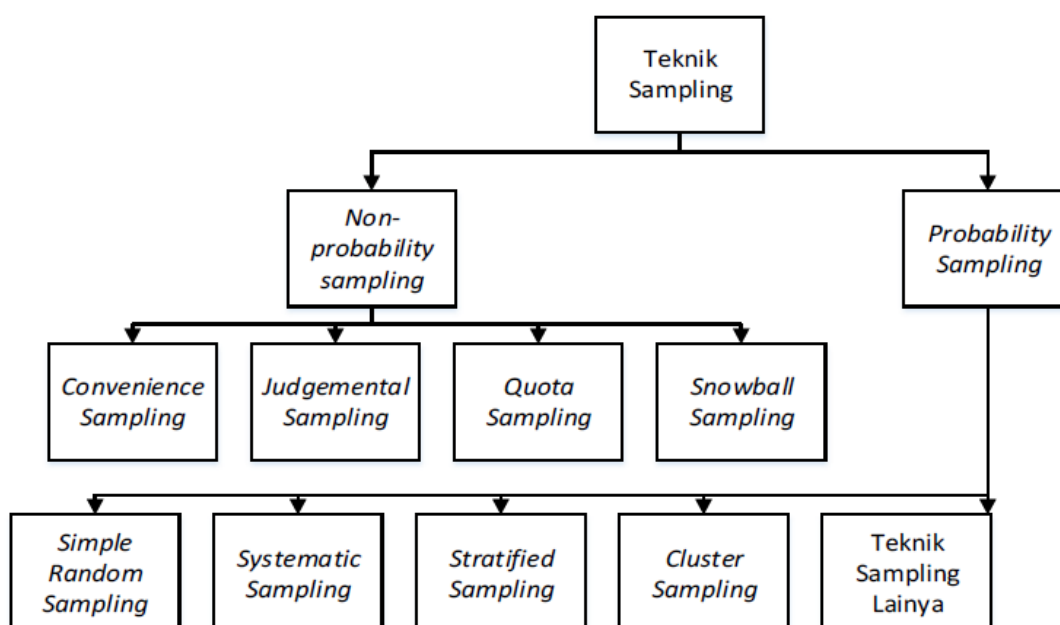 Teknik
Sampling
Non-
probability
sampling
Probability
Sampling
Convenience
Sampling
Judgemental
Sampling
Quota
Sampling
Snowball
Sampling
Simple
Random
Sampling
Systematic
Sampling
Stratified
Sampling
Cluster
Sampling
Teknik
Sampling
Lainya